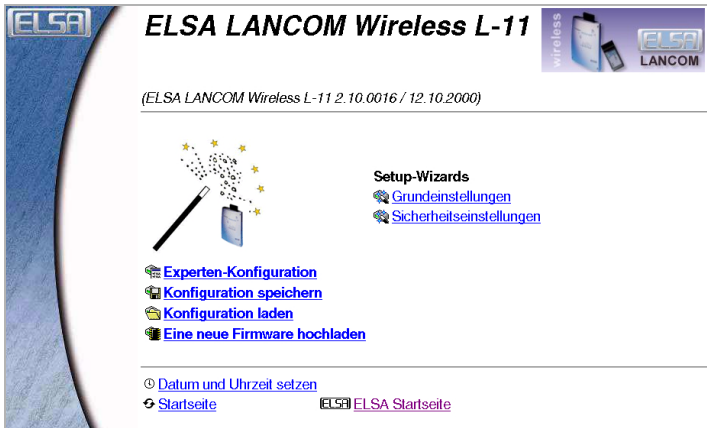 ELSA
ELSA LANCOM Wireless L-11
wireless
ELSA
LANCOM
(ELSA LANCOM Wireless L-11 2.10.0016 / 12.10.2000)
Setup-Wizards
Grundeinstellungen
Sicherheitseinstellungen
Experten-Konfiguration
Konfiguration speichern
Konfiguration laden
Eine neue Firmware hochladen
Datum und Uhrzeit setzen
Startseite
ELSA ELSA Startseite